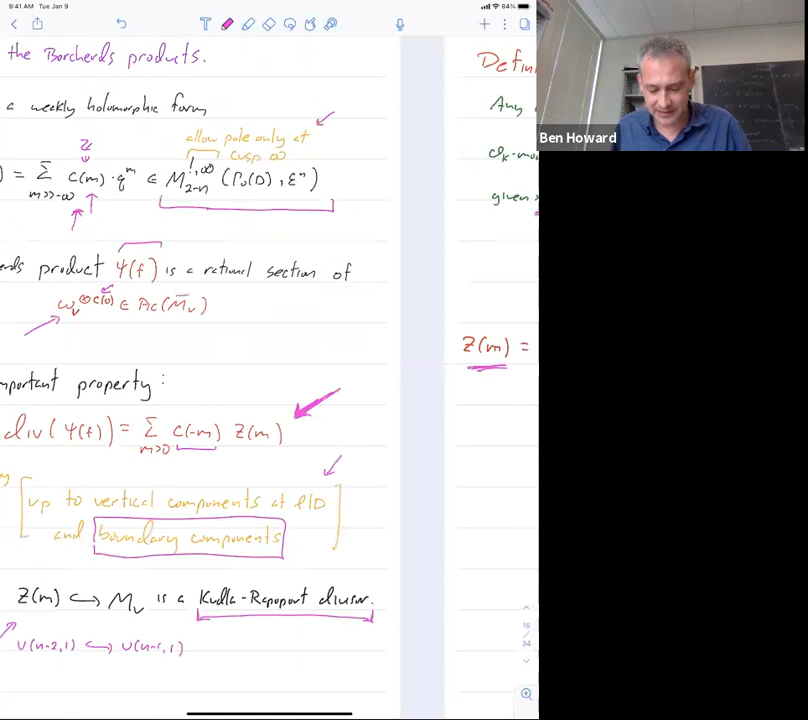 9:41 AM Tue Jan 9
84%
the Borcherds products.
a weakly holomorphic form
allow pole only at
cusp ∞
ℤ
) = Σ c(m)·q^m ∈ M^{!,∞}_{2-n} (Γ₀(D), ε^n)
m>>-∞
product Ψ(f) is a rational section of
ω_V^{⊗c(0)} ∈ Pic(M̄_V)
mportant property:
div(Ψ(f)) = Σ c(-m) Z(m)
m>0
[up to vertical components at ℓ|D
and boundary components]
Z(m) ↪ M_V is a Kudla-Rapoport divisor.
U(n-2,1) ↪ U(n-1,1)
Any
given
Z(m) =
16
/
34
Ben Howard